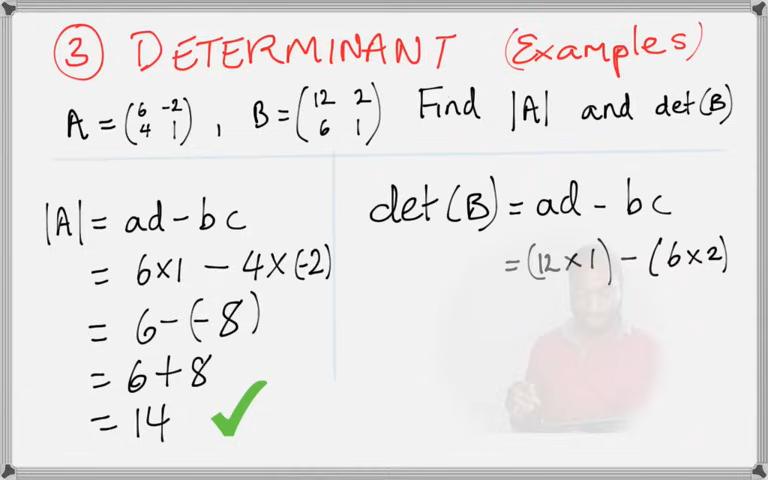 ③ DETERMINANT (Examples)
A = (6 -2 4 1), B = (12 2 6 1) Find |A| and det(B)
|A| = ad - bc
= 6×1 - 4×(-2)
= 6-(-8)
= 6+8
= 14
det(B) = ad - bc
= (12×1) - (6×2)